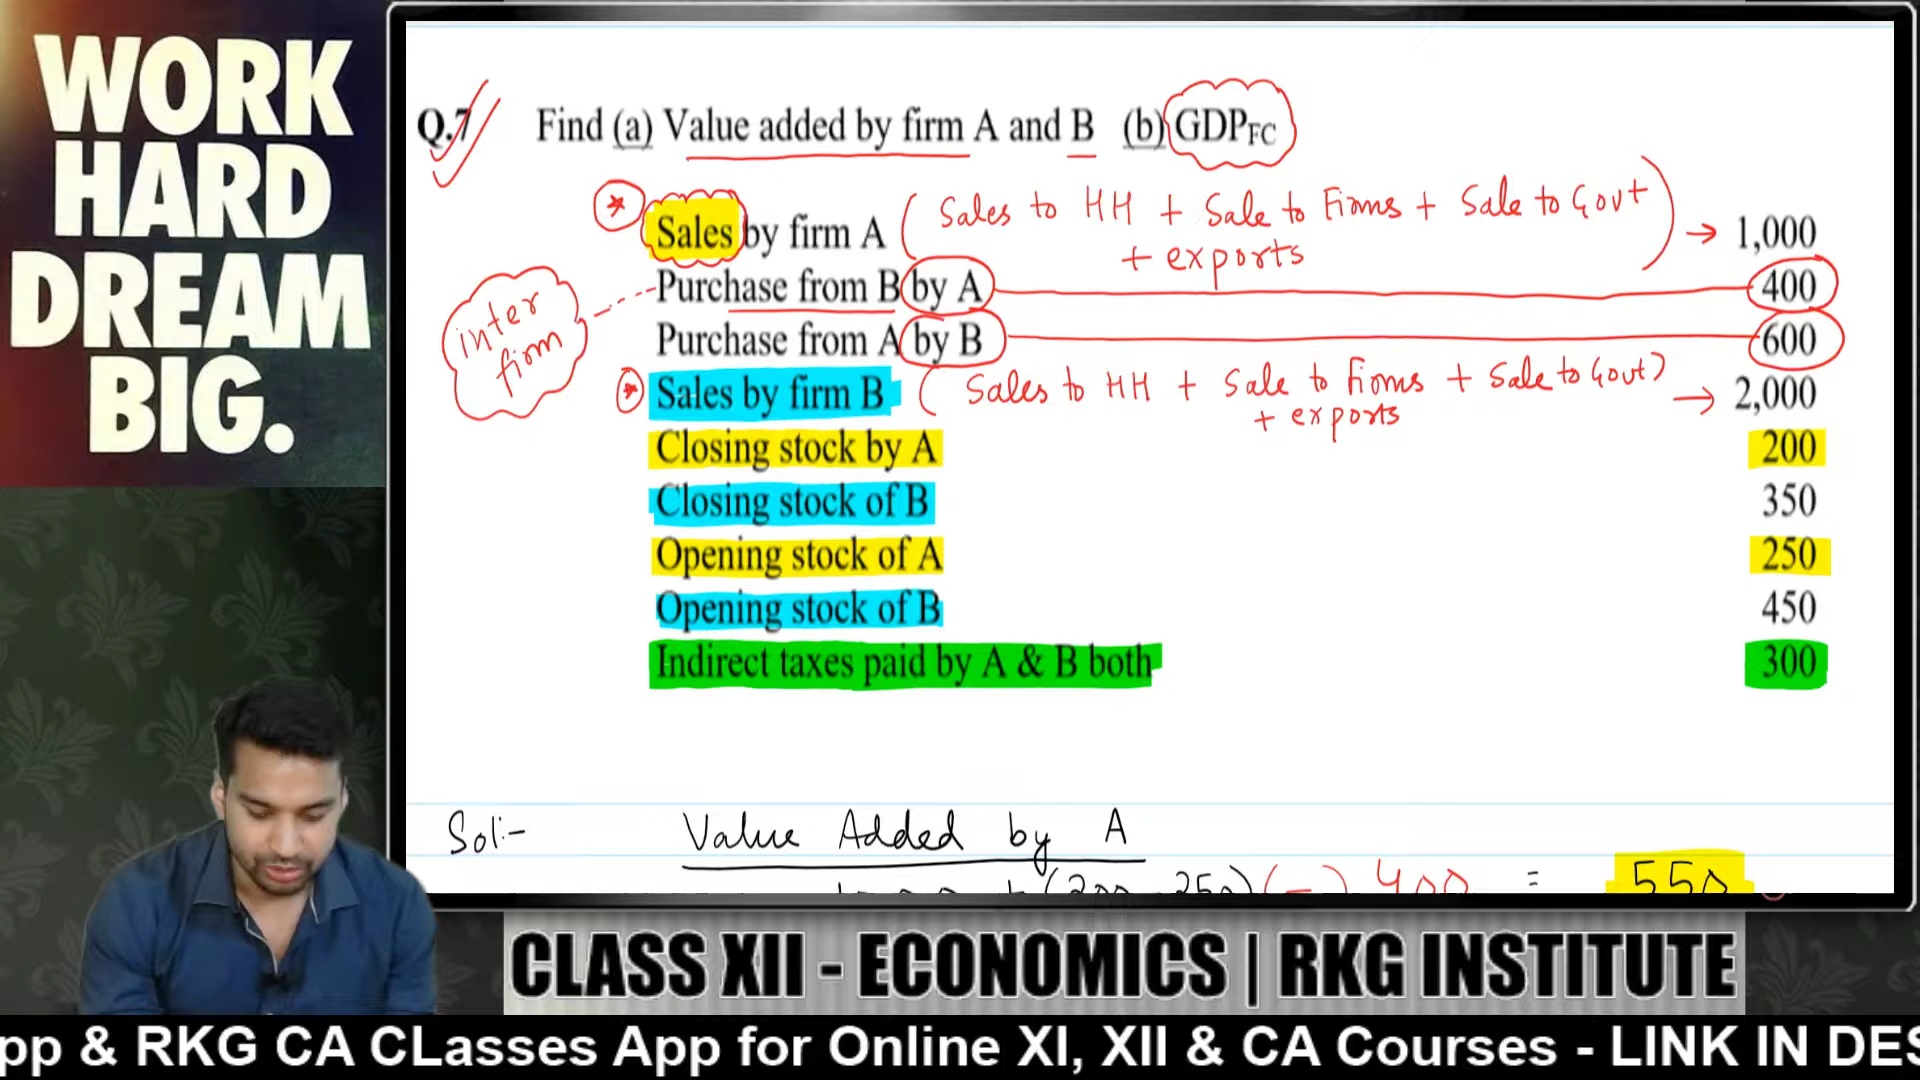 WORK
HARD
DREAM
BIG.
Q.7 Find (a) Value added by firm A and B (b) GDPFC
Sales by firm A ( Sales to HH + Sale to Firms + Sale to Govt + exports ) → 1,000
Purchase from B by A 400
Purchase from A by B 600
inter firm
Sales by firm B ( Sales to HH + Sale to Firms + Sale to Govt) + exports → 2,000
Closing stock by A 200
Closing stock of B 350
Opening stock of A 250
Opening stock of B 450
Indirect taxes paid by A & B both 300
Sol:- Value Added by A
(200 - 250) (-) 400 = 550
CLASS XII - ECONOMICS | RKG INSTITUTE
pp & RKG CA CLasses App for Online XI, XII & CA Courses - LINK IN DES